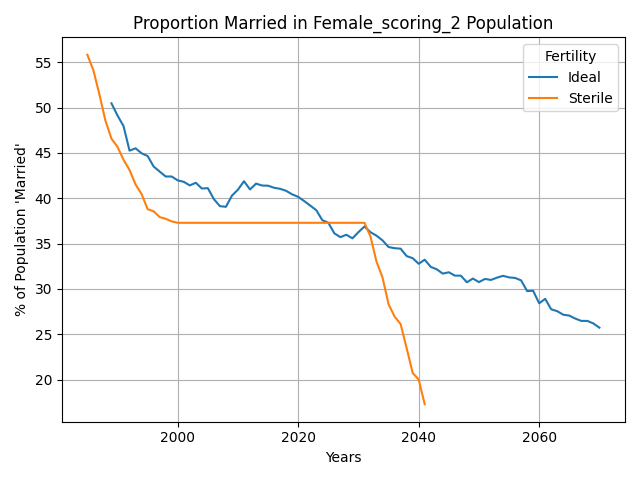 Proportion Married in Female_scoring_2 Population
Fertility
Ideal
Sterile
% of Population 'Married'
55
50
45
40
35
30
25
20
2000
2020
2040
2060
Years